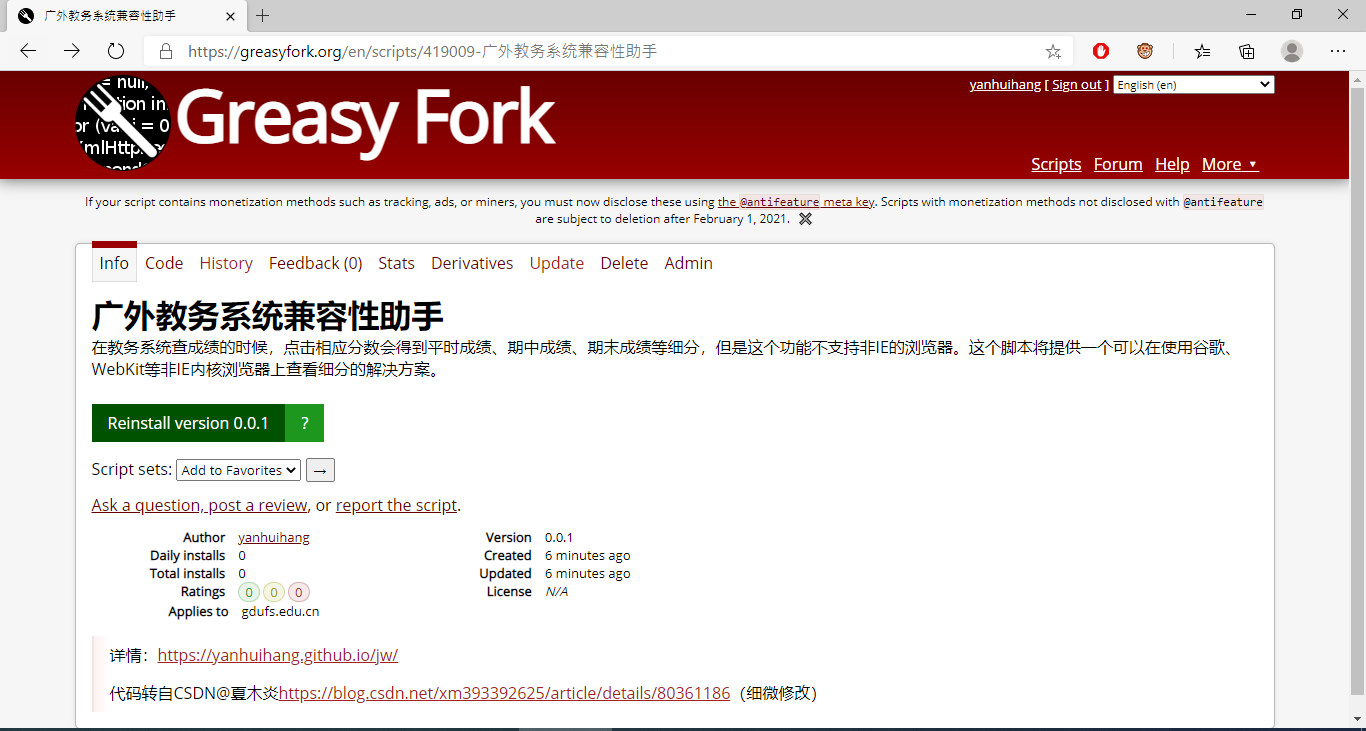 广外教务系统兼容性助手
https://greasyfork.org/en/scripts/419009-广外教务系统兼容性助手
= null,
tion in
or (va i = 0
XmlHttp
Greasy Fork
yanhuihang [ Sign out ] English (en)
Scripts Forum Help More ▼
If your script contains monetization methods such as tracking, ads, or miners, you must now disclose these using the @antifeature meta key. Scripts with monetization methods not disclosed with @antifeature
are subject to deletion after February 1, 2021. ✖
Info Code History Feedback (0) Stats Derivatives Update Delete Admin
广外教务系统兼容性助手
在教务系统查成绩的时候，点击相应分数会得到平时成绩、期中成绩、期末成绩等细分，但是这个功能不支持非IE的浏览器。这个脚本将提供一个可以在使用谷歌、
WebKit等非IE内核浏览器上查看细分的解决方案。
Reinstall version 0.0.1 ?
Script sets: Add to Favorites →
Ask a question, post a review, or report the script.
Author yanhuihang Version 0.0.1
Daily installs 0 Created 6 minutes ago
Total installs 0 Updated 6 minutes ago
Ratings 0 0 0 License N/A
Applies to gdufs.edu.cn
详情：https://yanhuihang.github.io/jw/
代码转自CSDN@夏木炎https://blog.csdn.net/xm393392625/article/details/80361186（细微修改）